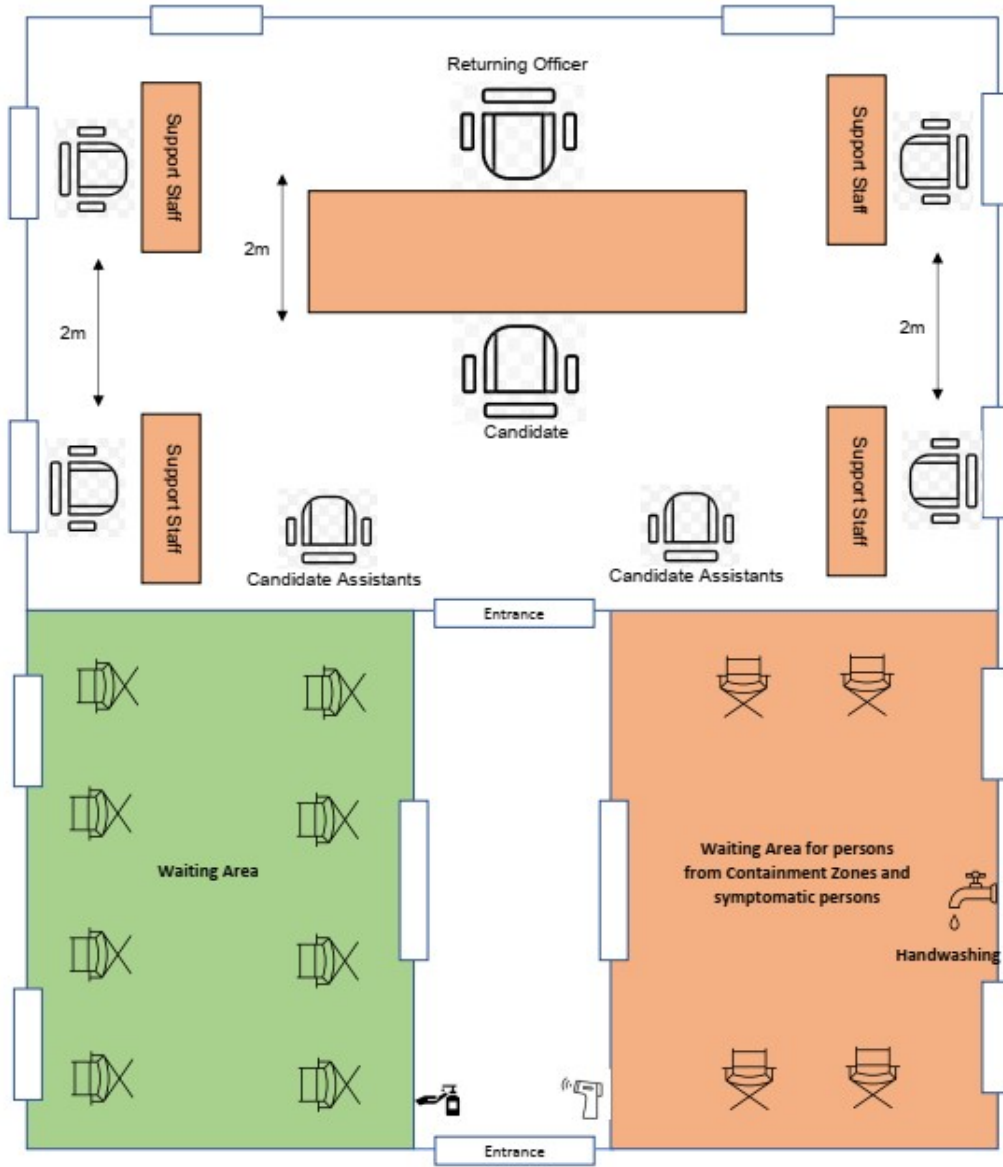 Returning Officer
Support Staff
Support Staff
2m
2m
2m
Candidate
Support Staff
Support Staff
Candidate Assistants
Candidate Assistants
Entrance
Waiting Area
Waiting Area for persons
from Containment Zones and
symptomatic persons
Handwashing
Entrance